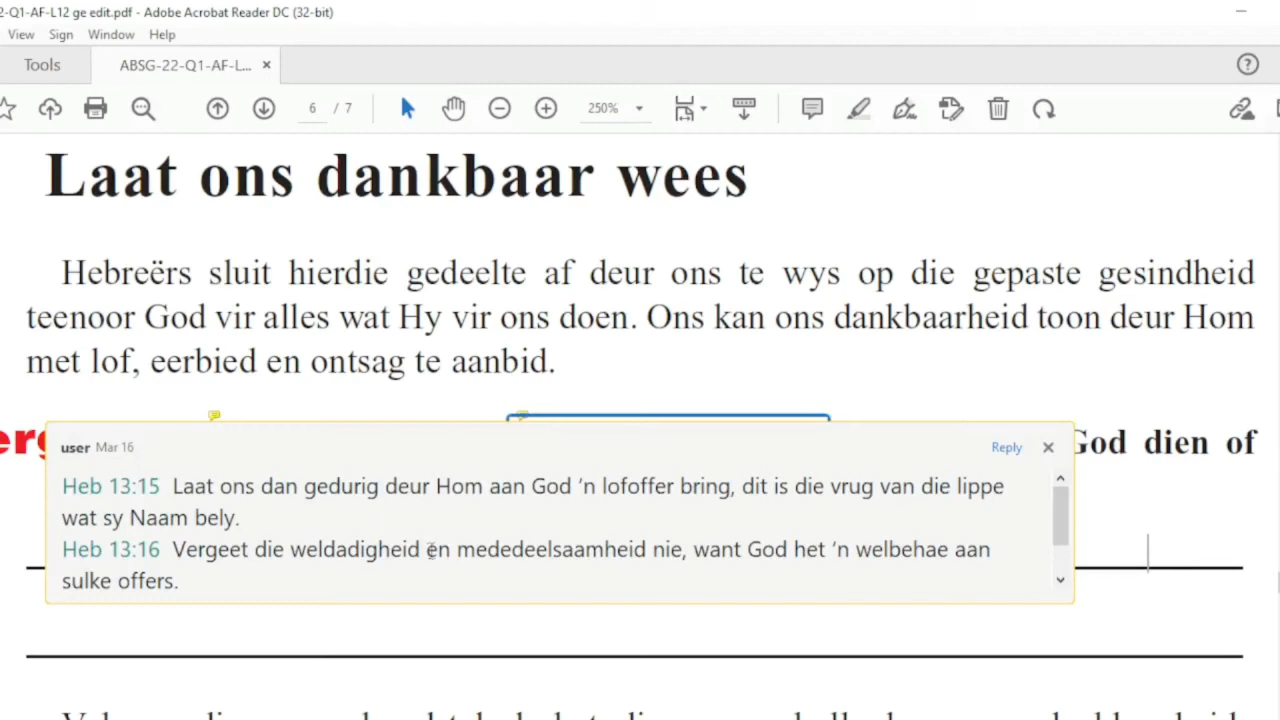 2-Q1-AF-L12 ge edit.pdf - Adobe Acrobat Reader DC (32-bit)
View Sign Window Help
Tools ABSG-22-Q1-AF-L... ×
6 / 7 250%
Laat ons dankbaar wees
Hebreërs sluit hierdie gedeelte af deur ons te wys op die gepaste gesindheid
teenoor God vir alles wat Hy vir ons doen. Ons kan ons dankbaarheid toon deur Hom
met lof, eerbied en ontsag te aanbid.
erg God dien of
user Mar 16 Reply
Heb 13:15 Laat ons dan gedurig deur Hom aan God ’n lofoffer bring, dit is die vrug van die lippe
wat sy Naam bely.
Heb 13:16 Vergeet die weldadigheid en mededeelsaamheid nie, want God het ’n welbehae aan
sulke offers.